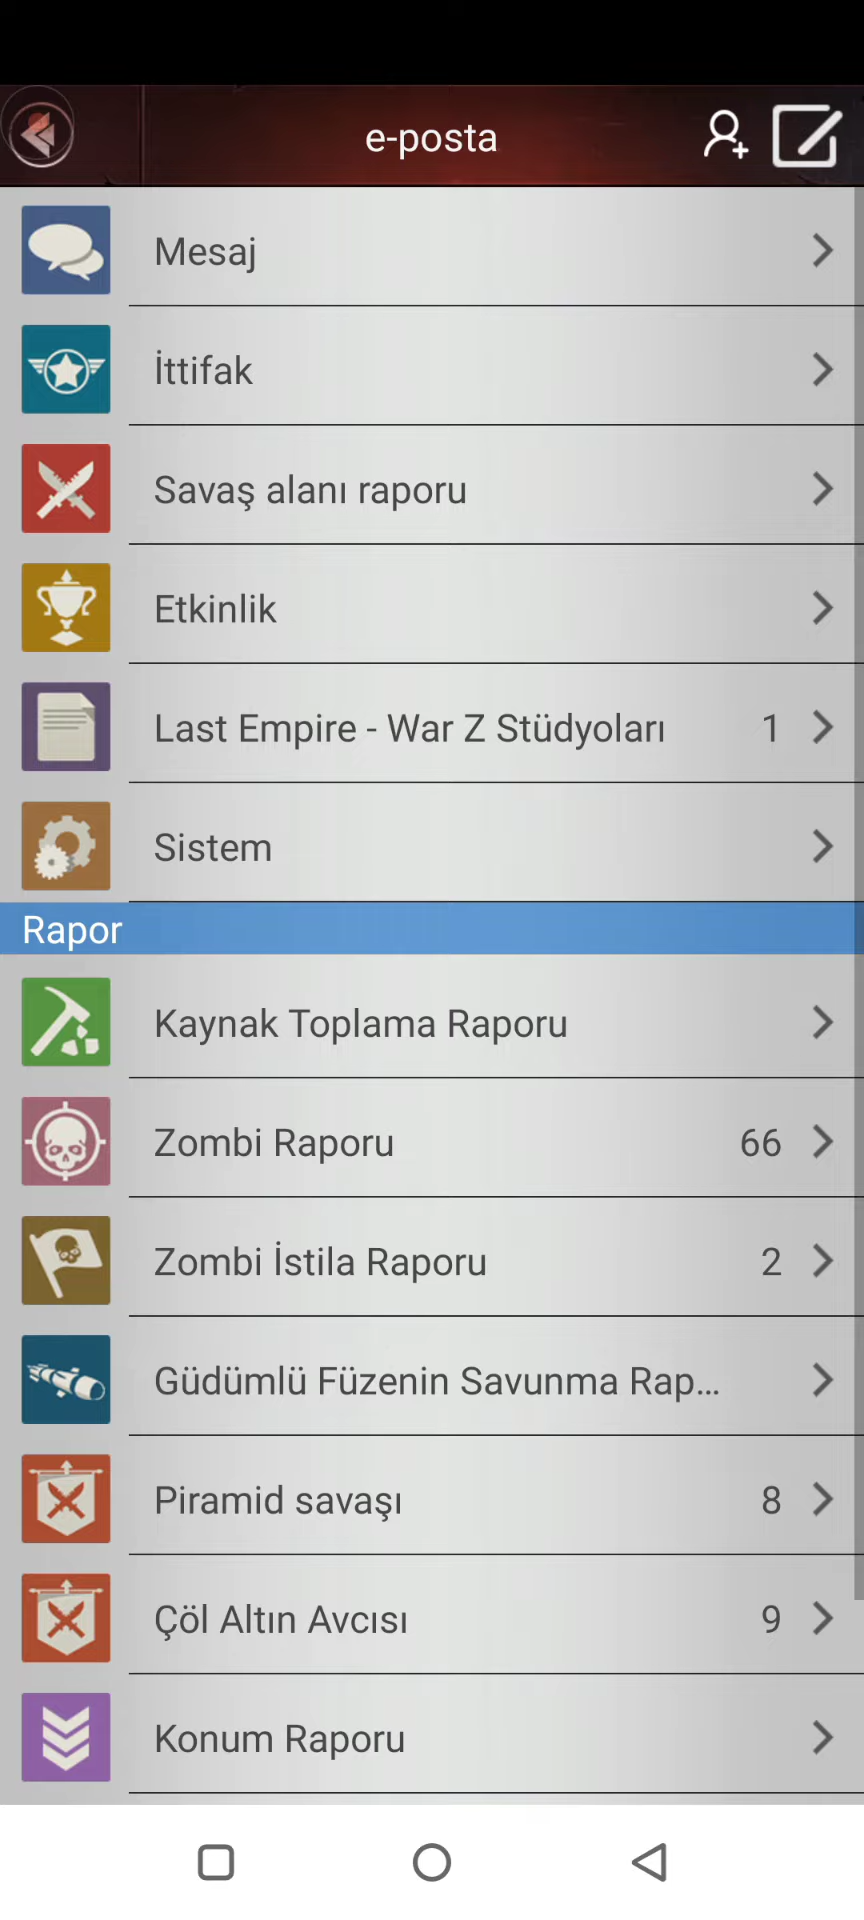 e-posta
Mesaj
İttifak
Savaş alanı raporu
Etkinlik
Last Empire - War Z Stüdyoları 1
Sistem
Rapor
Kaynak Toplama Raporu
Zombi Raporu 66
Zombi İstila Raporu 2
Güdümlü Füzenin Savunma Rap...
Piramid savaşı 8
Çöl Altın Avcısı 9
Konum Raporu